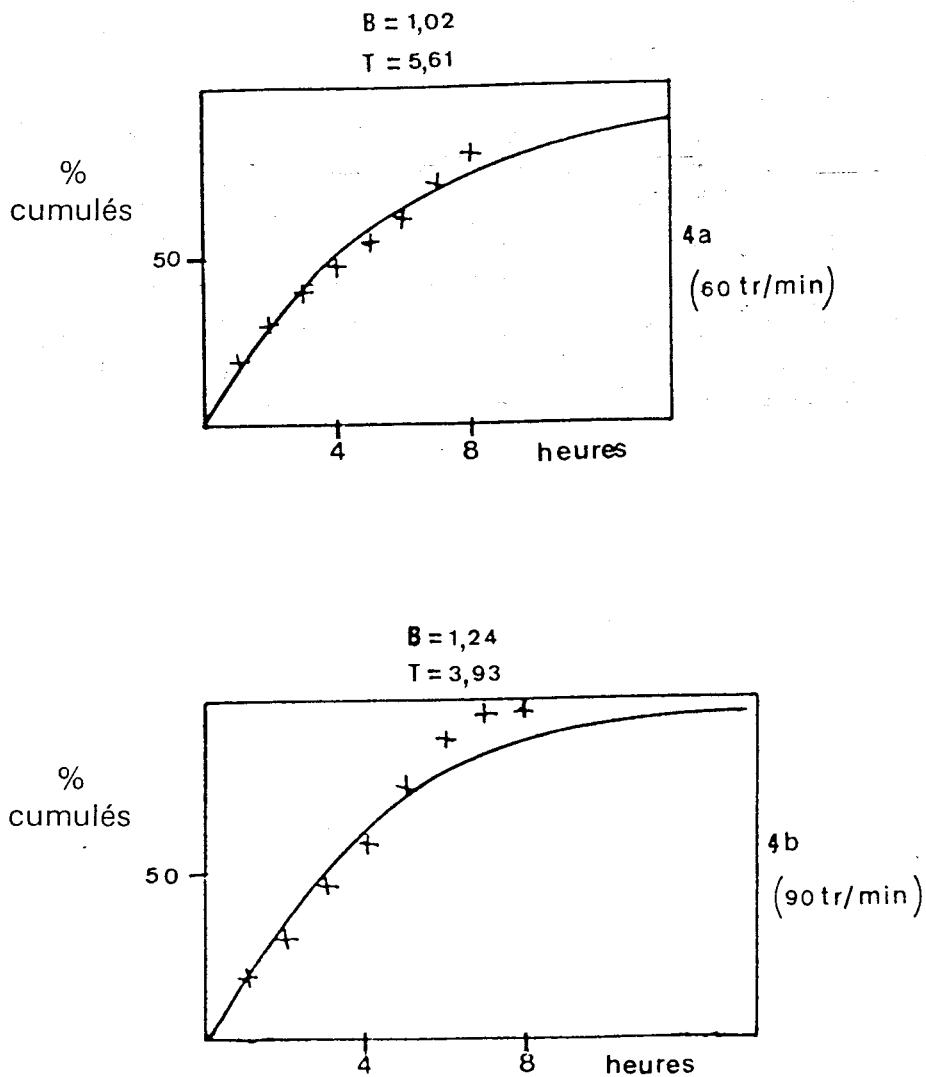 B = 1,02
T = 5,61
%
cumulés
50
4a
(60 tr/min)
4
8
heures
B = 1,24
T = 3,93
%
cumulés
50
4b
(90 tr/min)
4
8
heures